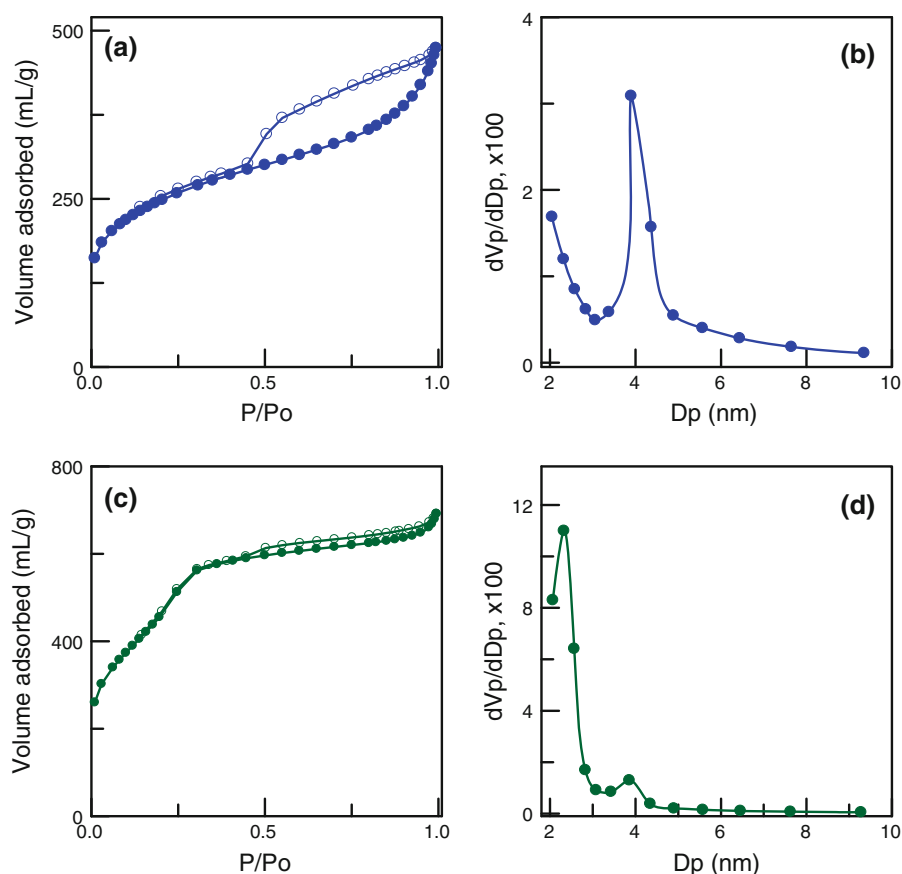 (a)
500
250
0
Volume adsorbed (mL/g)
0.0
0.5
1.0
P/Po
(b)
4
2
0
dVp/dDp, x100
2
4
6
8
10
Dp (nm)
(c)
800
400
0
Volume adsorbed (mL/g)
0.0
0.5
1.0
P/Po
(d)
12
8
4
0
dVp/dDp, x100
2
4
6
8
10
Dp (nm)